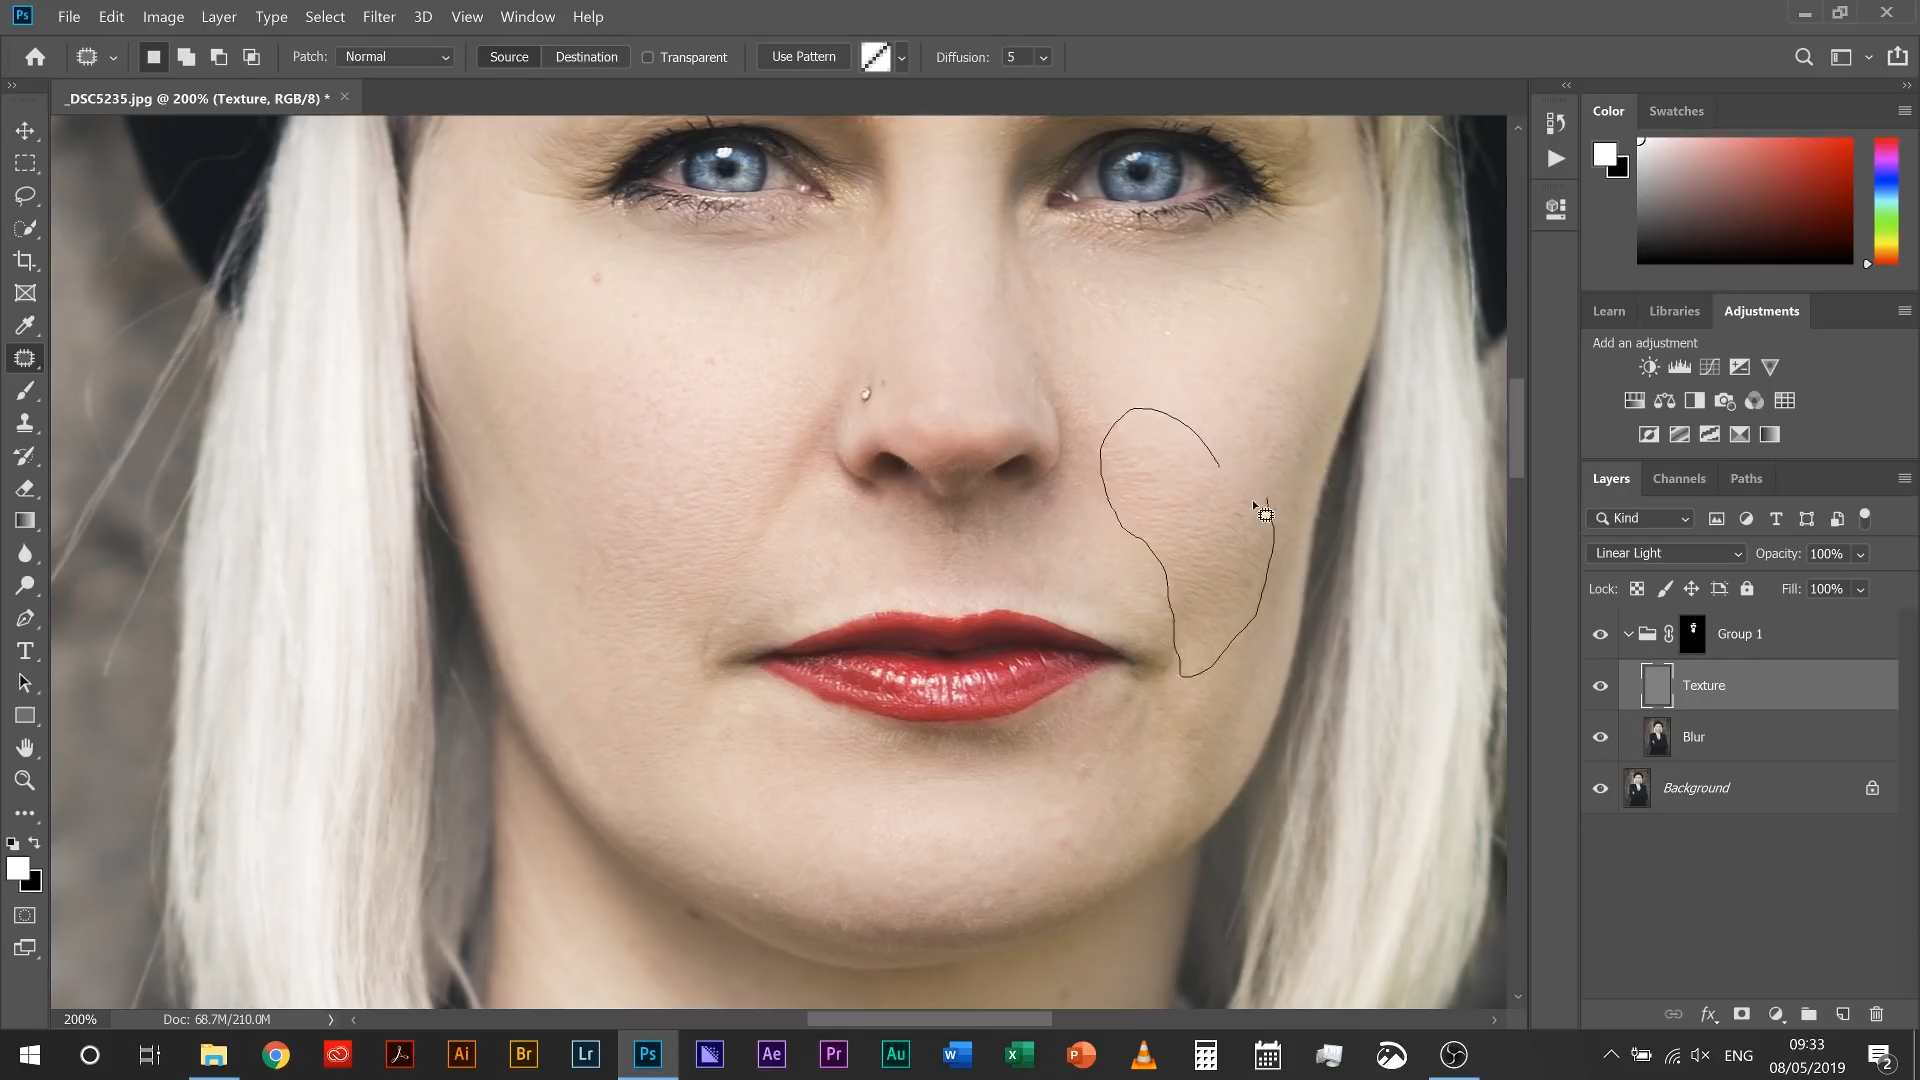 Ps File Edit Image Layer Type Select Filter 3D View Window Help
Patch: Normal Source Destination Transparent Use Pattern Diffusion: 5
_DSC5235.jpg @ 200% (Texture, RGB/8) *
Color Swatches
Learn Libraries Adjustments
Add an adjustment
Layers Channels Paths
Kind
Linear Light Opacity: 100%
Lock: Fill: 100%
Group 1
Texture
Blur
Background
fx
200% Doc: 68.7M/210.0M
Ai Br Lr Ps Ae Pr Au W X P ENG 09:33
08/05/2019 2